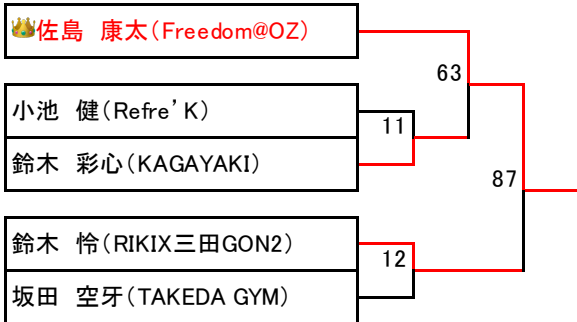 👑佐島　康太（Freedom@OZ）
63
小池　健（Refre’K）
11
鈴木　彩心（KAGAYAKI）
87
鈴木　怜（RIKIX三田GON2）
12
坂田　空牙（TAKEDA GYM）